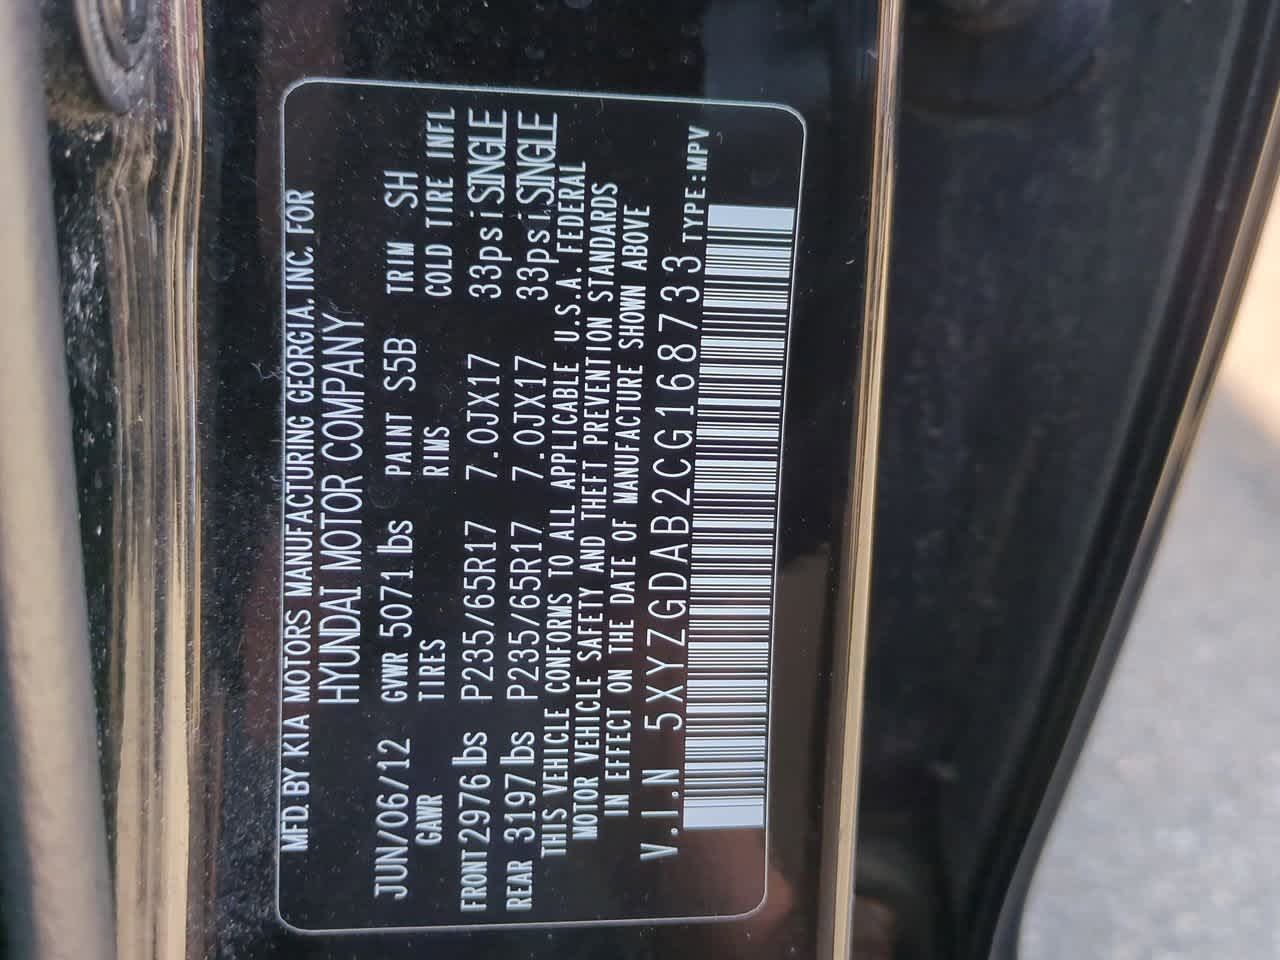 MFD. BY KIA MOTORS MANUFACTURING GEORGIA, INC. FOR
HYUNDAI MOTOR COMPANY
JUN/06/12 GVWR 5071 lbs PAINT S5B TRIM SH
GAWR TIRES RIMS COLD TIRE INFL
FRONT 2976 lbs P235/65R17 7.0JX17 33psi SINGLE
REAR 3197 lbs P235/65R17 7.0JX17 33psi SINGLE
THIS VEHICLE CONFORMS TO ALL APPLICABLE U.S.A. FEDERAL
MOTOR VEHICLE SAFETY AND THEFT PREVENTION STANDARDS
IN EFFECT ON THE DATE OF MANUFACTURE SHOWN ABOVE
V.I.N 5XYZGDAB2CG168733 TYPE:MPV